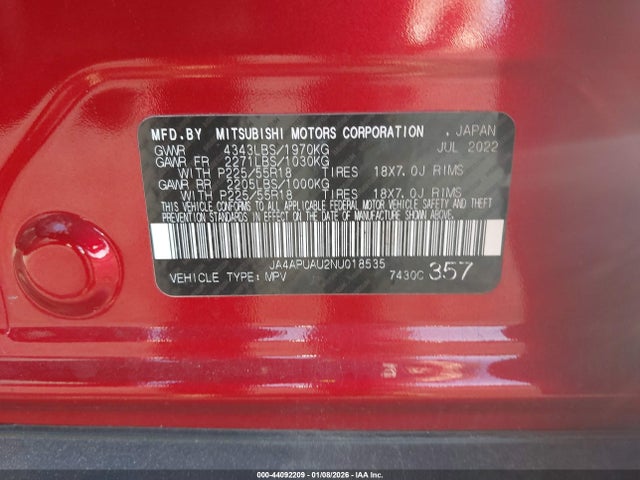 MFD.BY MITSUBISHI MOTORS CORPORATION . JAPAN
GVWR 4343LBS/1970KG JUL 2022
GAWR FR 2271LBS/1030KG
WITH P225/55R18 TIRES 18X7.0J RIMS
GAWR RR 2205LBS/1000KG
WITH P225/55R18 TIRES 18X7.0J RIMS
THIS VEHICLE CONFORMS TO ALL APPLICABLE FEDERAL MOTOR VEHICLE SAFETY AND THEFT
PREVENTION STANDARDS IN EFFECT ON THE DATE OF MANUFACTURE SHOWN ABOVE.
JA4APUAU2NU018535
VEHICLE TYPE: MPV 7430C 357
000-44092209 - 01/08/2026 - IAAI.COM